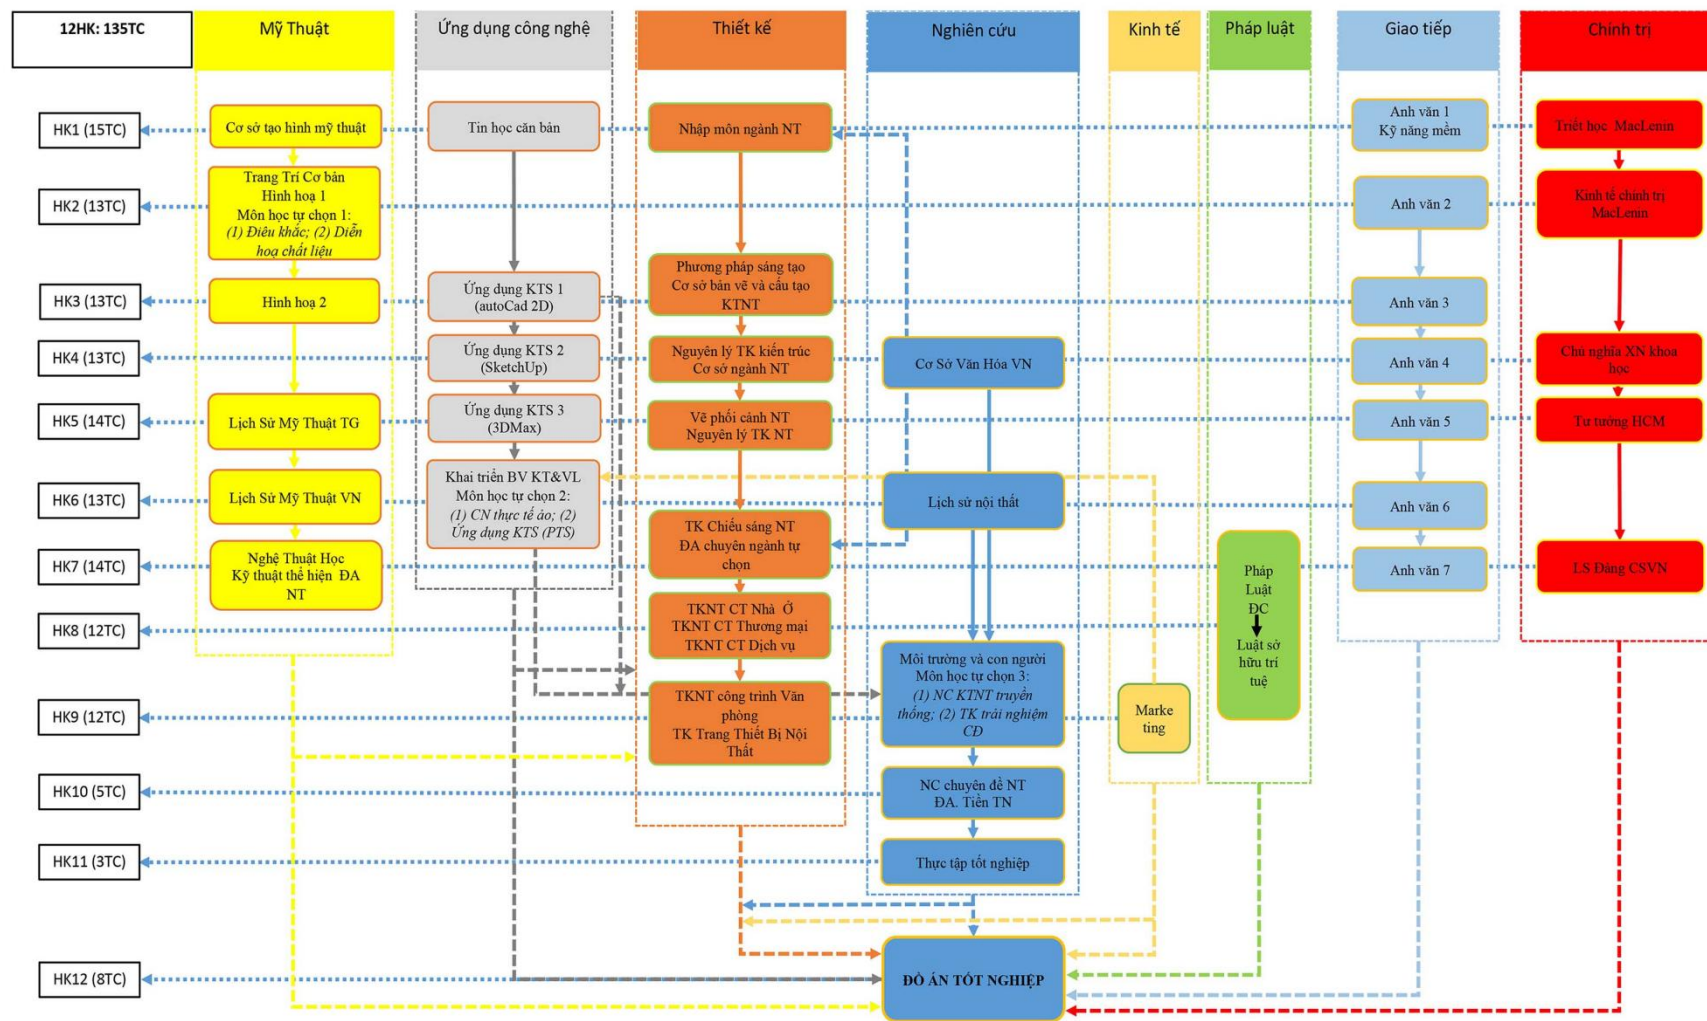 12HK: 135TC
Mỹ Thuật
Ứng dụng công nghệ
Thiết kế
Nghiên cứu
Kinh tế
Pháp luật
Giao tiếp
Chính trị
HK1 (15TC)
Cơ sở tạo hình mỹ thuật
Tin học căn bản
Nhập môn ngành NT
Anh văn 1
Kỹ năng mềm
Triết học MacLenin
HK2 (13TC)
Trang Trí Cơ bản
Hình hoạ 1
Môn học tự chọn 1:
(1) Điêu khắc; (2) Diễn
hoạ chất liệu
Anh văn 2
Kinh tế chính trị
MacLenin
HK3 (13TC)
Hình hoạ 2
Ứng dụng KTS 1
(autoCad 2D)
Phương pháp sáng tạo
Cơ sở bản vẽ và cấu tạo
KTNT
Anh văn 3
HK4 (13TC)
Ứng dụng KTS 2
(SketchUp)
Nguyên lý TK kiến trúc
Cơ sở ngành NT
Cơ Sở Văn Hóa VN
Anh văn 4
Chủ nghĩa XN khoa
học
HK5 (14TC)
Lịch Sử Mỹ Thuật TG
Ứng dụng KTS 3
(3DMax)
Vẽ phối cảnh NT
Nguyên lý TK NT
Anh văn 5
Tư tưởng HCM
HK6 (13TC)
Lịch Sử Mỹ Thuật VN
Khai triển BV KT&VL
Môn học tự chọn 2:
(1) CN thực tế ảo; (2)
Ứng dụng KTS (PTS)
Lịch sử nội thất
Anh văn 6
HK7 (14TC)
Nghệ Thuật Học
Kỹ thuật thể hiện ĐA
NT
TK Chiếu sáng NT
ĐA chuyên ngành tự
chọn
Anh văn 7
LS Đảng CSVN
HK8 (12TC)
TKNT CT Nhà Ở
TKNT CT Thương mại
TKNT CT Dịch vụ
Pháp
Luật
ĐC
Luật sở
hữu trí
tuệ
HK9 (12TC)
TKNT công trình Văn
phòng
TK Trang Thiết Bị Nội
Thất
Môi trường và con người
Môn học tự chọn 3:
(1) NC KTNT truyền
thống; (2) TK trải nghiệm
CĐ
Marke
ting
HK10 (5TC)
NC chuyên đề NT
ĐA. Tiền TN
HK11 (3TC)
Thực tập tốt nghiệp
HK12 (8TC)
ĐỒ ÁN TỐT NGHIỆP